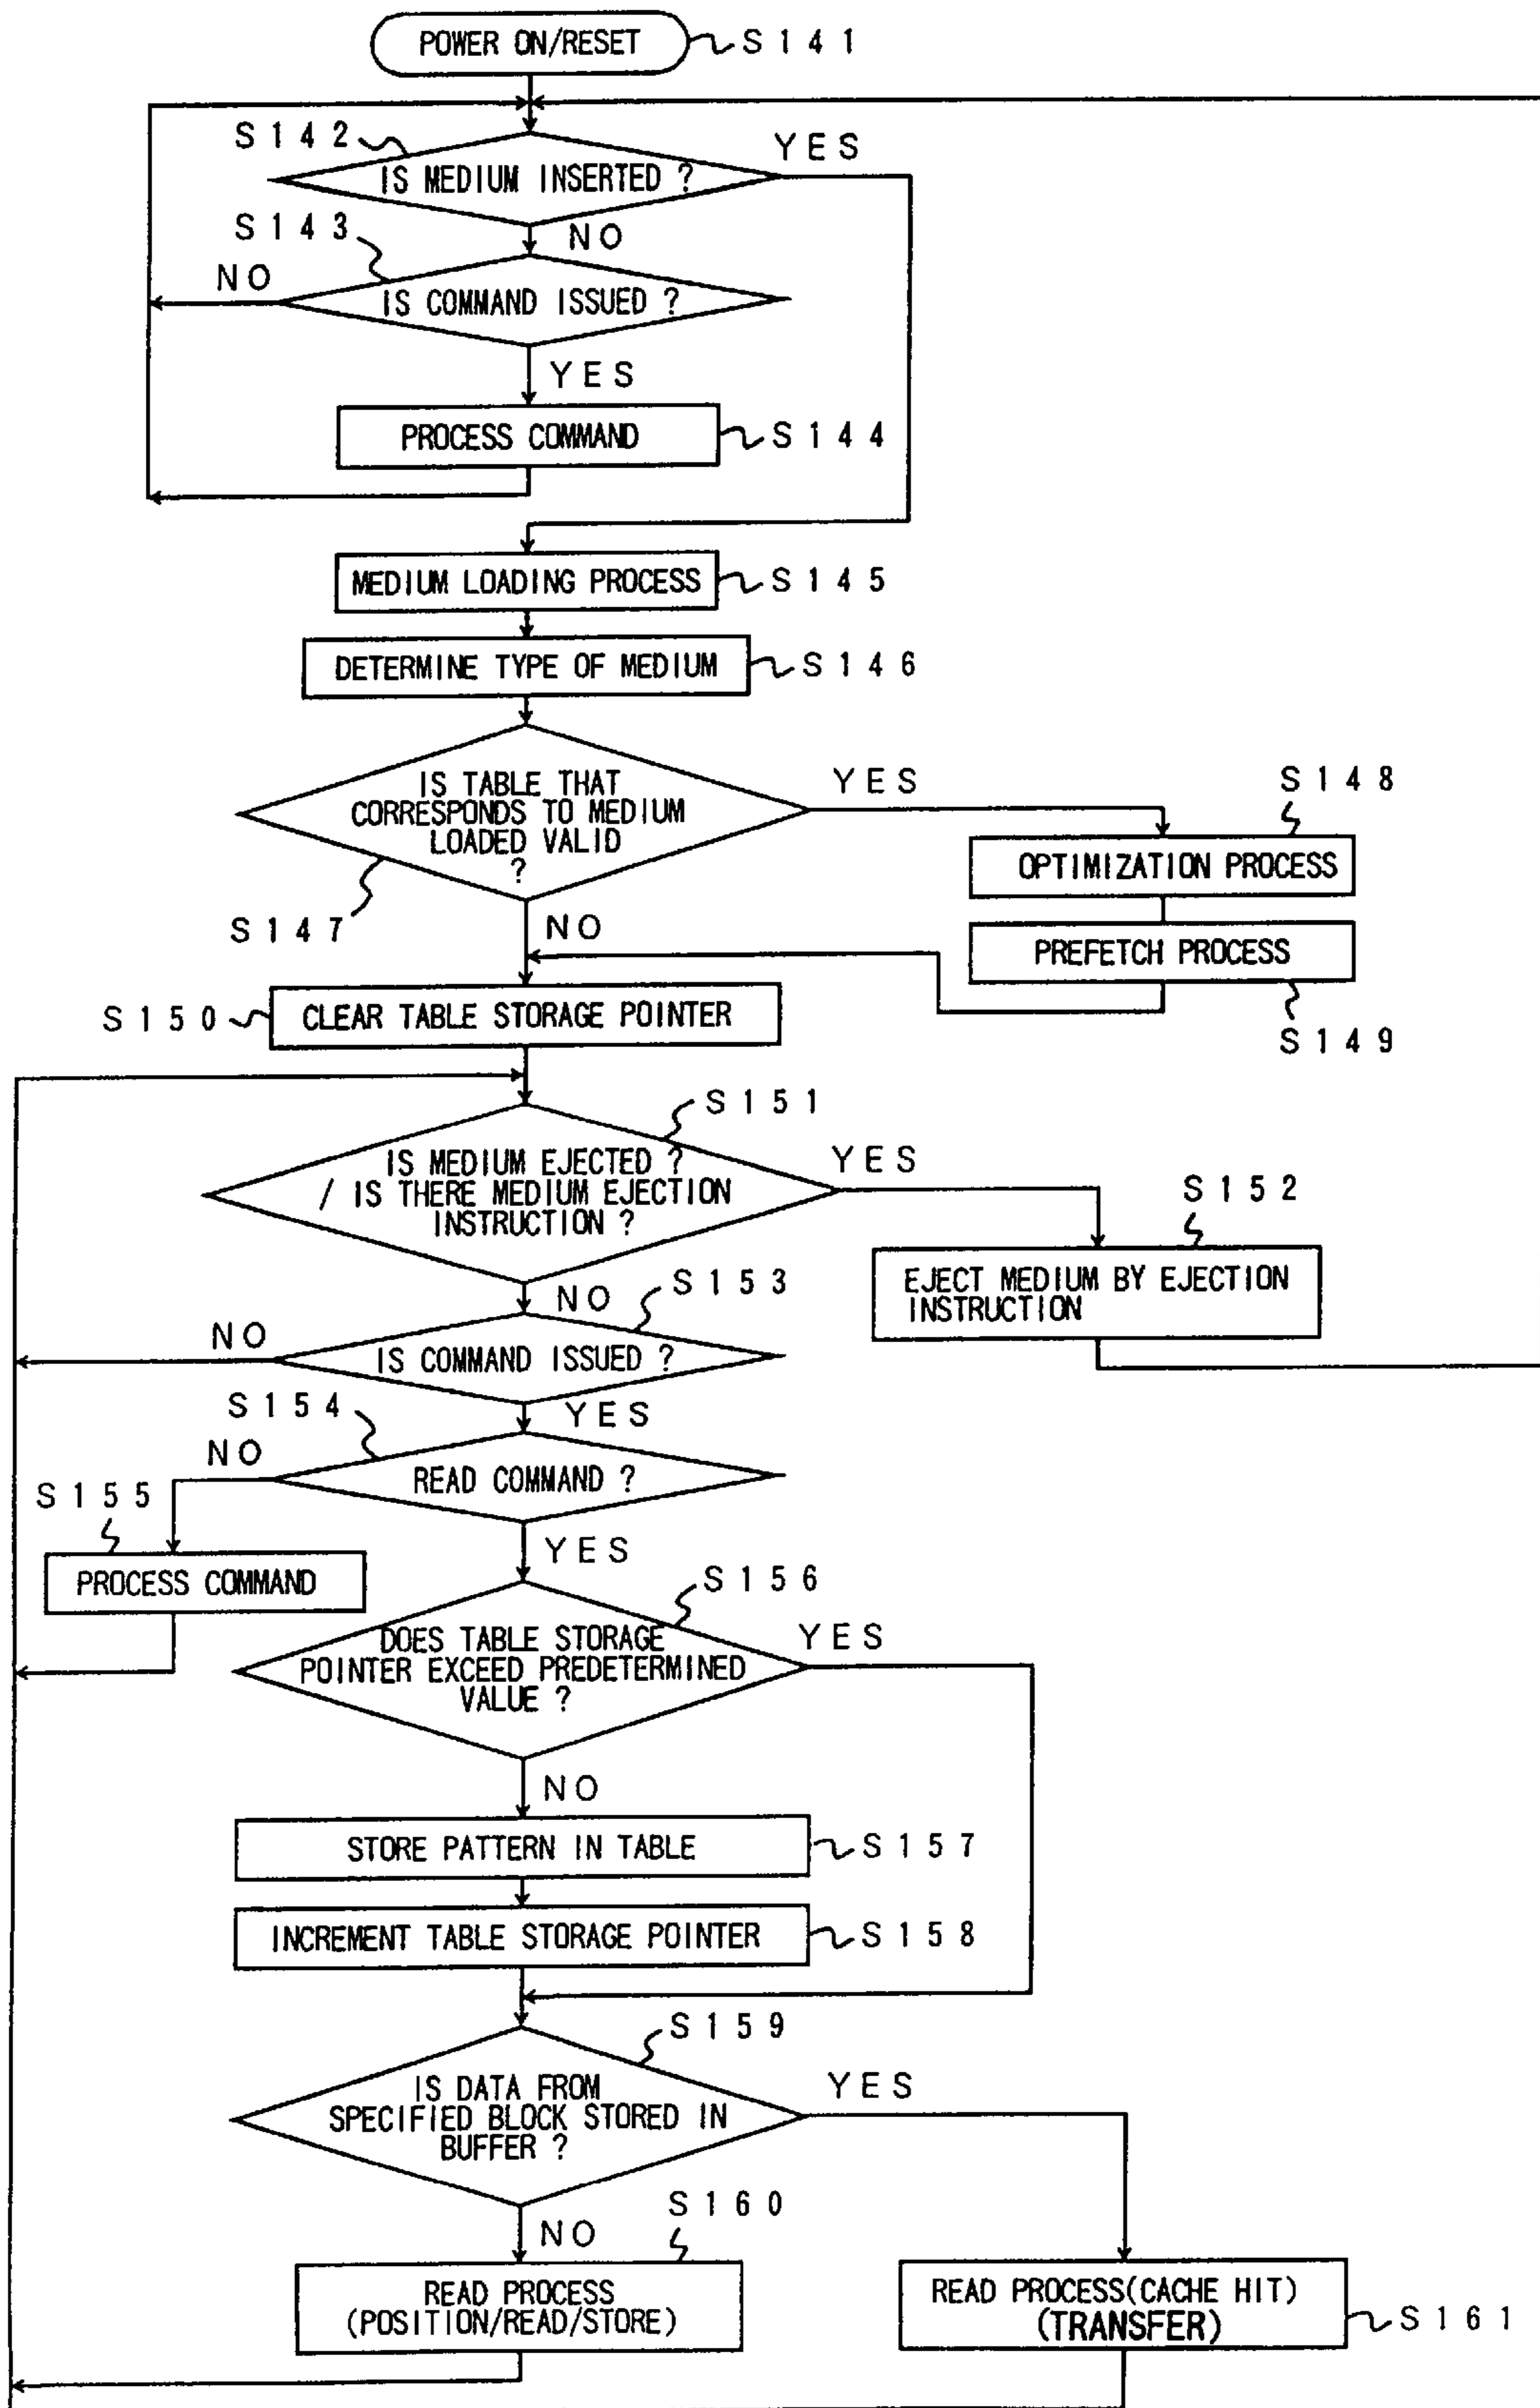 POWER ON/RESET
S141
S142
YES
IS MEDIUM INSERTED ?
S143
NO
NO
IS COMMAND ISSUED ?
YES
PROCESS COMMAND
S144
MEDIUM LOADING PROCESS
S145
DETERMINE TYPE OF MEDIUM
S146
IS TABLE THAT
CORRESPONDS TO MEDIUM
LOADED VALID
?
YES
S148
OPTIMIZATION PROCESS
S147
NO
PREFETCH PROCESS
S149
S150
CLEAR TABLE STORAGE POINTER
S151
IS MEDIUM EJECTED ?
/ IS THERE MEDIUM EJECTION
INSTRUCTION ?
YES
S152
EJECT MEDIUM BY EJECTION
INSTRUCTION
NO
S153
NO
IS COMMAND ISSUED ?
S154
YES
NO
READ COMMAND ?
S155
PROCESS COMMAND
YES
S156
DOES TABLE STORAGE
POINTER EXCEED PREDETERMINED
VALUE ?
YES
NO
STORE PATTERN IN TABLE
S157
INCREMENT TABLE STORAGE POINTER
S158
S159
IS DATA FROM
SPECIFIED BLOCK STORED IN
BUFFER ?
YES
NO
S160
READ PROCESS
(POSITION/READ/STORE)
READ PROCESS(CACHE HIT)
(TRANSFER)
S161